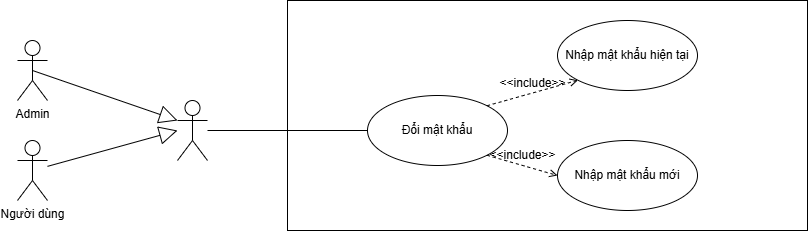 Nhập mật khẩu hiện tại
<<include>>
Admin
Đổi mật khẩu
<<include>>
Nhập mật khẩu mới
Người dùng